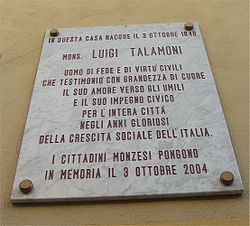 IN QUESTA CASA NACQUE IL 3 OTTOBRE 1848
MONS. LUIGI TALAMONI
UOMO DI FEDE E DI VIRTU' CIVILI
CHE TESTIMONIÒ CON GRANDEZZA DI CUORE
IL SUO AMORE VERSO GLI UMILI
E IL SUO IMPEGNO CIVICO
PER L'INTERA CITTÀ
NEGLI ANNI GLORIOSI
DELLA CRESCITA SOCIALE DELL'ITALIA.
I CITTADINI MONZESI PONGONO
IN MEMORIA IL 3 OTTOBRE 2004